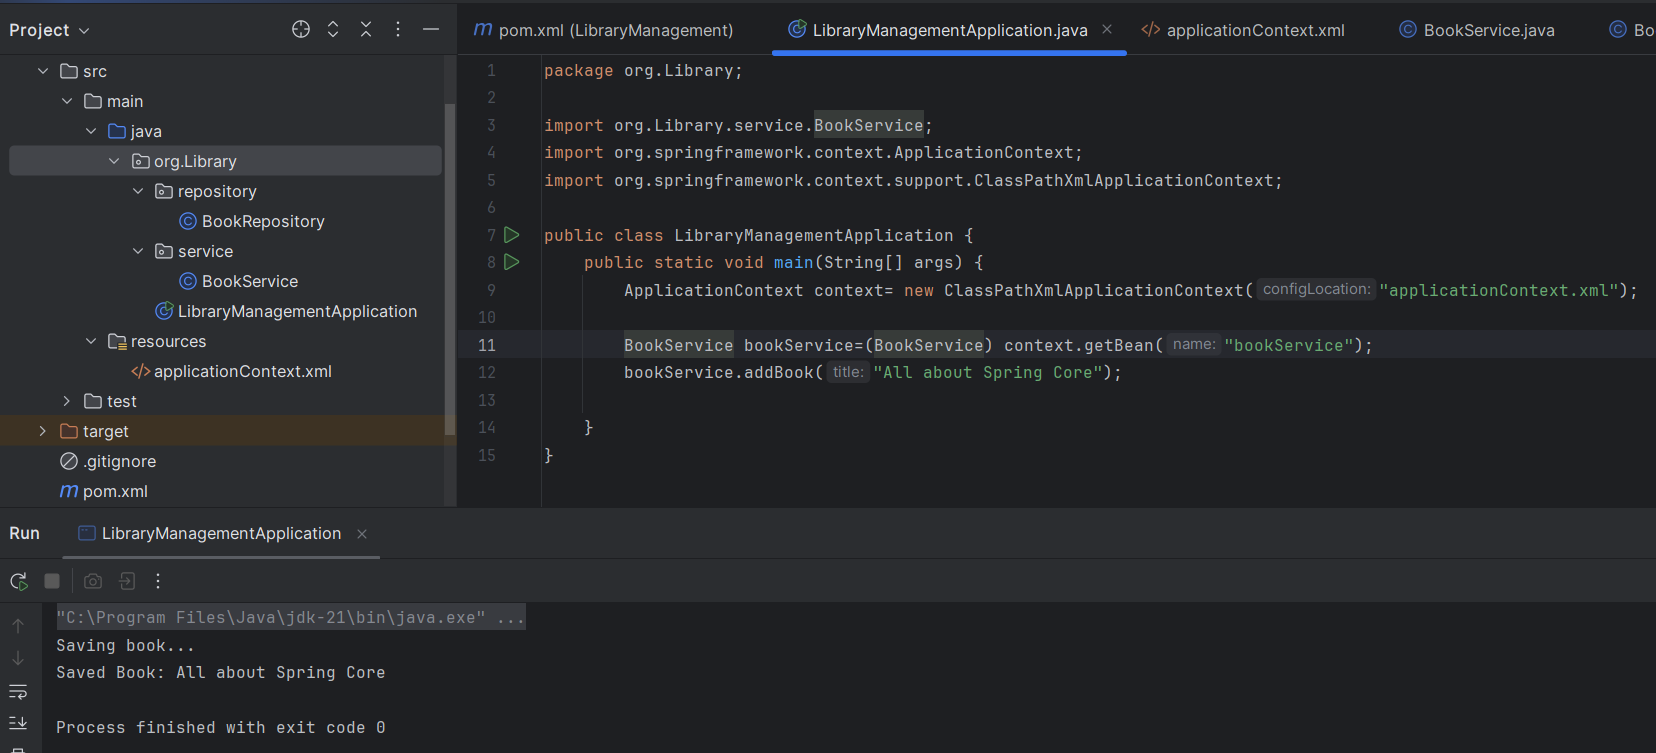 Project
pom.xml (LibraryManagement)
LibraryManagementApplication.java
applicationContext.xml
BookService.java
Bo
src
main
java
org.Library
repository
BookRepository
service
BookService
LibraryManagementApplication
resources
applicationContext.xml
test
target
.gitignore
pom.xml
1 package org.Library;
2
3 import org.Library.service.BookService;
4 import org.springframework.context.ApplicationContext;
5 import org.springframework.context.support.ClassPathXmlApplicationContext;
6
7 public class LibraryManagementApplication {
8 public static void main(String[] args) {
9 ApplicationContext context= new ClassPathXmlApplicationContext( configLocation: "applicationContext.xml");
10
11 BookService bookService=(BookService) context.getBean( name: "bookService");
12 bookService.addBook( title: "All about Spring Core");
13
14 }
15 }
Run
LibraryManagementApplication
"C:\Program Files\Java\jdk-21\bin\java.exe" ...
Saving book...
Saved Book: All about Spring Core
Process finished with exit code 0